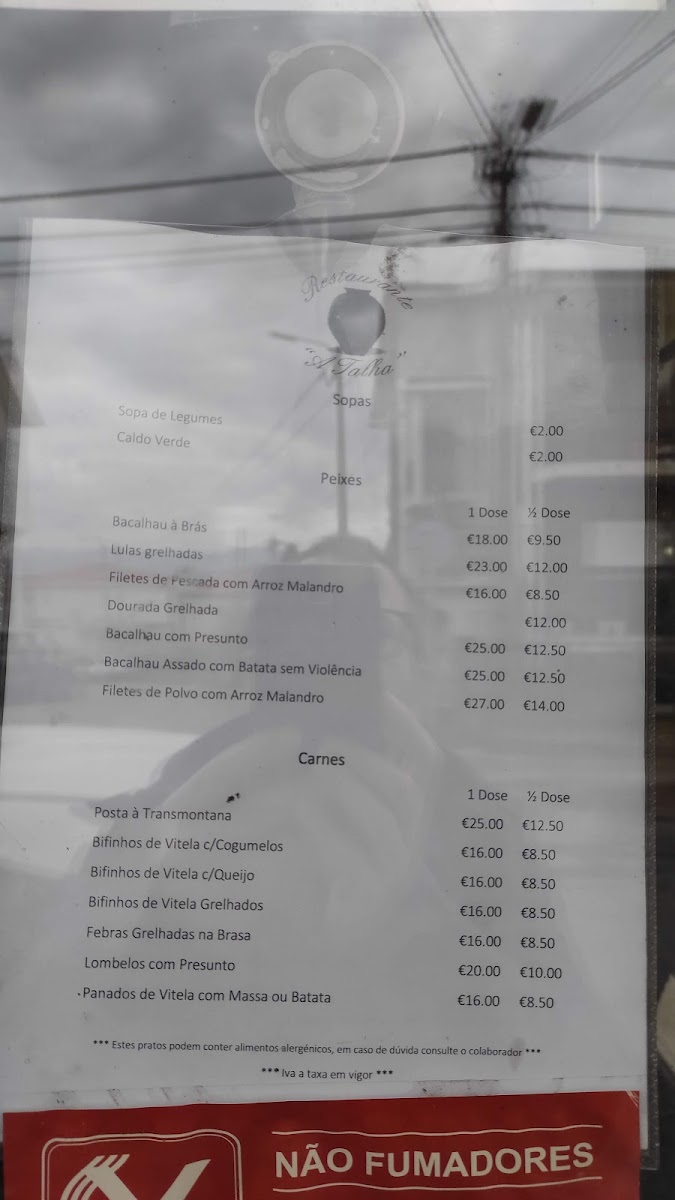 Restaurante
"A Talha"
Sopas
Sopa de Legumes €2.00
Caldo Verde €2.00
Peixes
1 Dose ½ Dose
Bacalhau à Brás €18.00 €9.50
Lulas grelhadas €23.00 €12.00
Filetes de Pescada com Arroz Malandro €16.00 €8.50
Dourada Grelhada €12.00
Bacalhau com Presunto €25.00 €12.50
Bacalhau Assado com Batata sem Violência €25.00 €12.50
Filetes de Polvo com Arroz Malandro €27.00 €14.00
Carnes
1 Dose ½ Dose
Posta à Transmontana €25.00 €12.50
Bifinhos de Vitela c/Cogumelos €16.00 €8.50
Bifinhos de Vitela c/Queijo €16.00 €8.50
Bifinhos de Vitela Grelhados €16.00 €8.50
Febras Grelhadas na Brasa €16.00 €8.50
Lombelos com Presunto €20.00 €10.00
Panados de Vitela com Massa ou Batata €16.00 €8.50
*** Estes pratos podem conter alimentos alergénicos, em caso de dúvida consulte o colaborador ***
*** Iva a taxa em vigor ***
NÃO FUMADORES